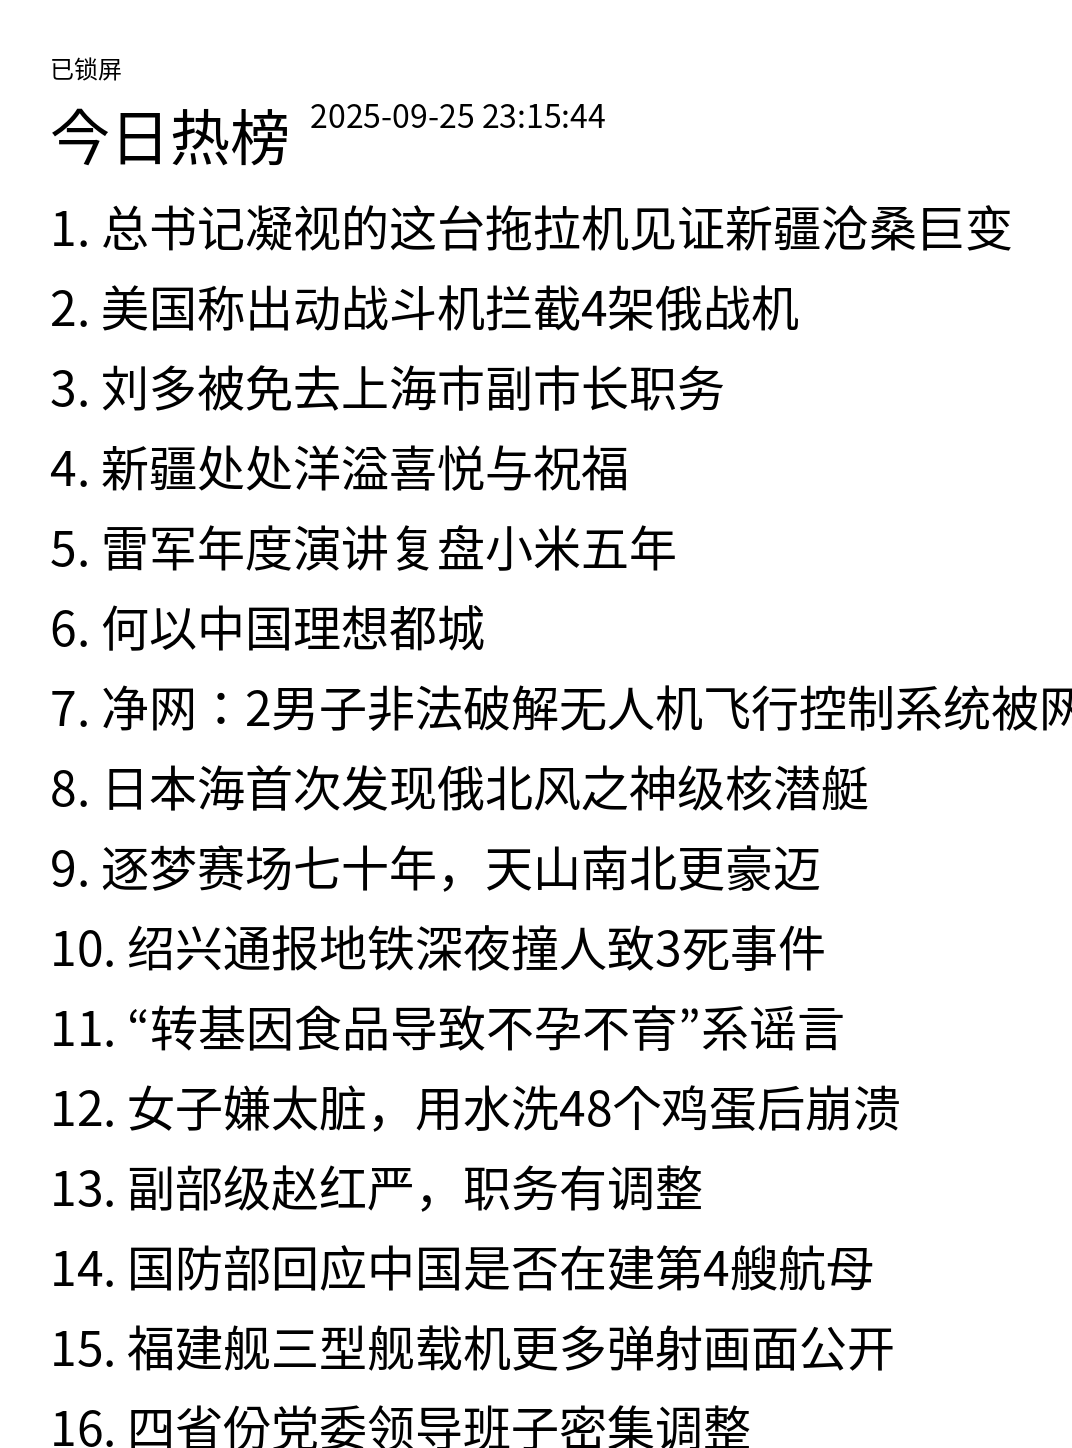 已锁屏
今日热榜 2025-09-25 23:15:44
1. 总书记凝视的这台拖拉机见证新疆沧桑巨变
2. 美国称出动战斗机拦截4架俄战机
3. 刘多被免去上海市副市长职务
4. 新疆处处洋溢喜悦与祝福
5. 雷军年度演讲复盘小米五年
6. 何以中国理想都城
7. 净网：2男子非法破解无人机飞行控制系统被网
8. 日本海首次发现俄北风之神级核潜艇
9. 逐梦赛场七十年，天山南北更豪迈
10. 绍兴通报地铁深夜撞人致3死事件
11. “转基因食品导致不孕不育”系谣言
12. 女子嫌太脏，用水洗48个鸡蛋后崩溃
13. 副部级赵红严，职务有调整
14. 国防部回应中国是否在建第4艘航母
15. 福建舰三型舰载机更多弹射画面公开
16. 四省份党委领导班子密集调整